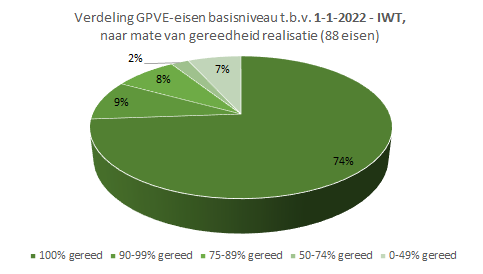 Verdeling GPVE-eisen basisniveau t.b.v. 1-1-2022 - IWT,
naar mate van gereedheid realisatie (88 eisen)
2%
7%
8%
9%
74%
100% gereed
90-99% gereed
75-89% gereed
50-74% gereed
0-49% gereed